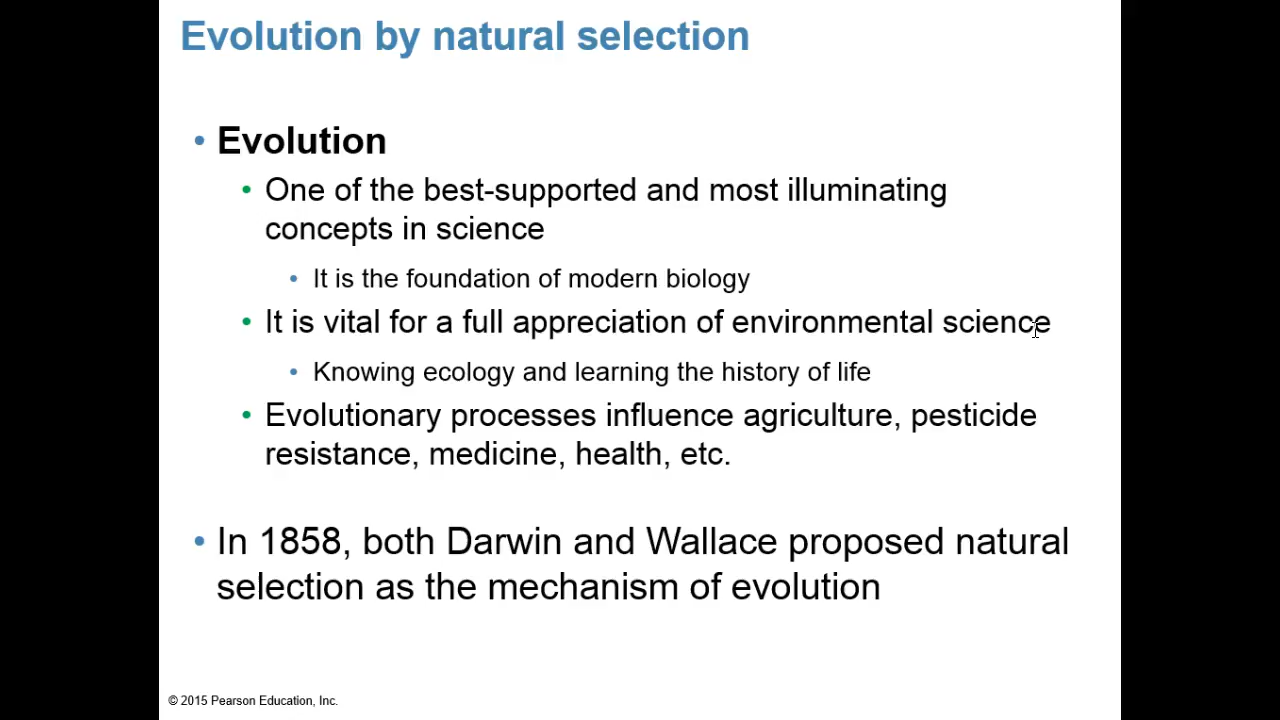 Evolution by natural selection
• Evolution
• One of the best-supported and most illuminating
concepts in science
• It is the foundation of modern biology
• It is vital for a full appreciation of environmental science
• Knowing ecology and learning the history of life
• Evolutionary processes influence agriculture, pesticide
resistance, medicine, health, etc.
• In 1858, both Darwin and Wallace proposed natural
selection as the mechanism of evolution
© 2015 Pearson Education, Inc.